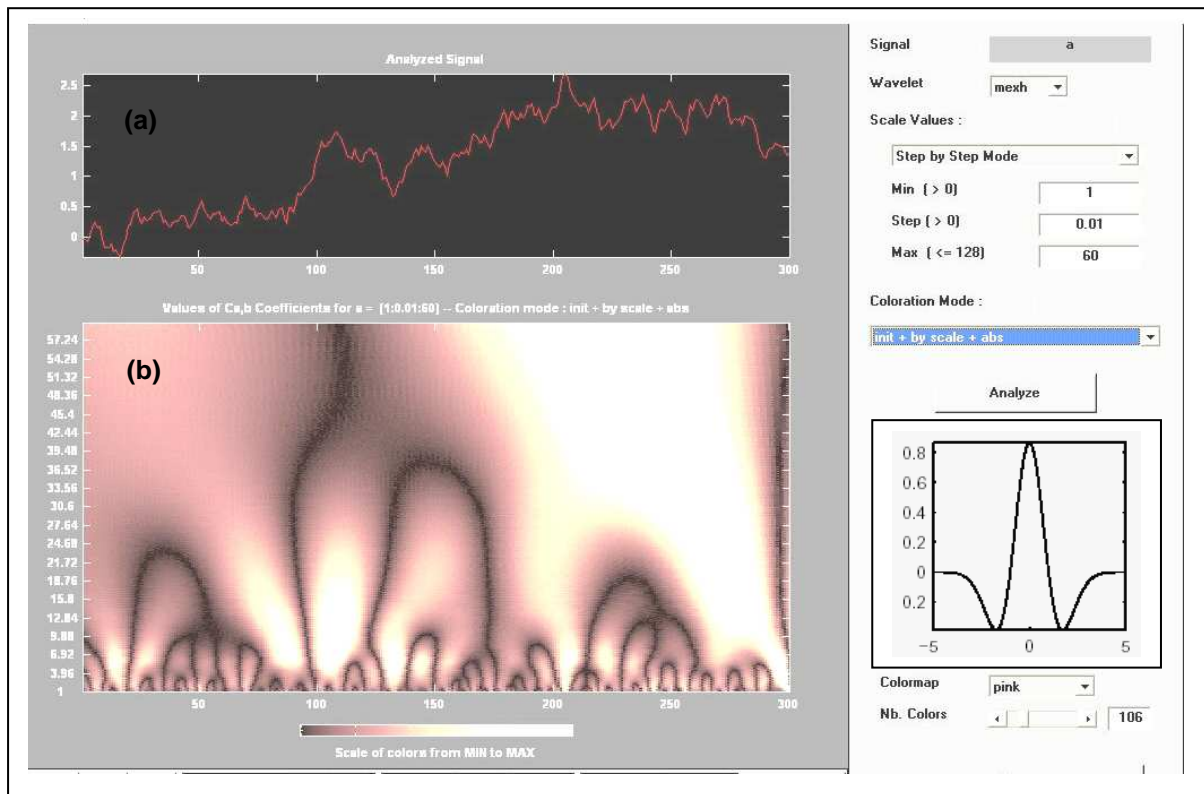 Analyzed Signal
(a)
2.5
2
1.5
1
0.5
0
50 100 150 200 250 300
Values of Ca,b Coefficients for a = [1:0.01:60] -- Coloration mode : init + by scale + abs
(b)
57.24
54.28
51.32
48.36
45.4
42.44
39.48
36.52
33.56
30.6
27.64
24.68
21.72
18.76
15.8
12.84
9.88
6.92
3.96
1
50 100 150 200 250 300
Scale of colors from MIN to MAX
Signal a
Wavelet mexh
Scale Values :
Step by Step Mode
Min ( > 0) 1
Step ( > 0) 0.01
Max ( <= 128) 60
Coloration Mode :
init + by scale + abs
Analyze
0.8
0.6
0.4
0.2
0
0.2
−5 0 5
Colormap pink
Nb. Colors 106